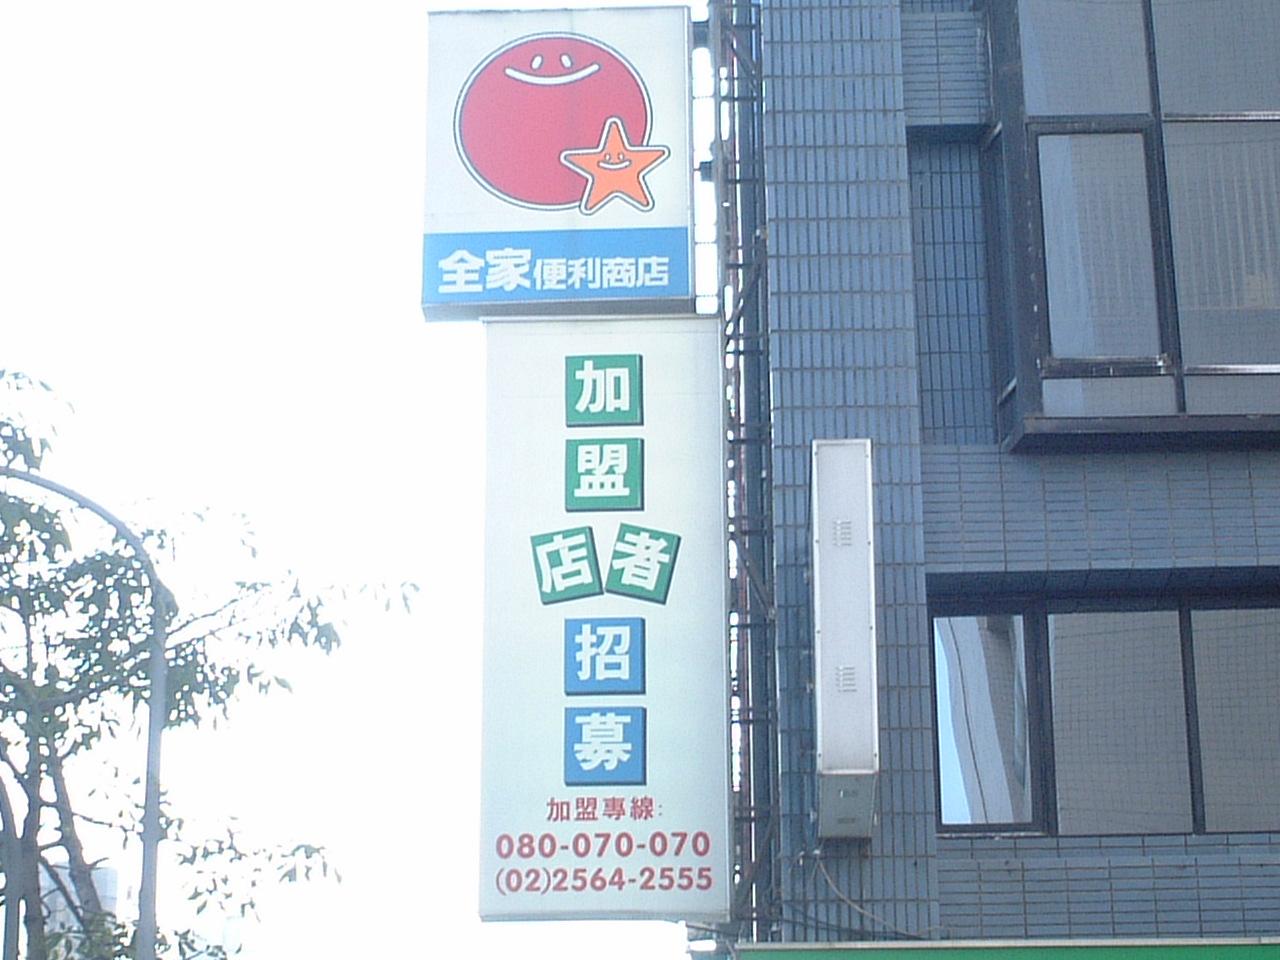 全家便利商店
加
盟
店者
招
募
加盟專線:
080-070-070
(02)2564-2555